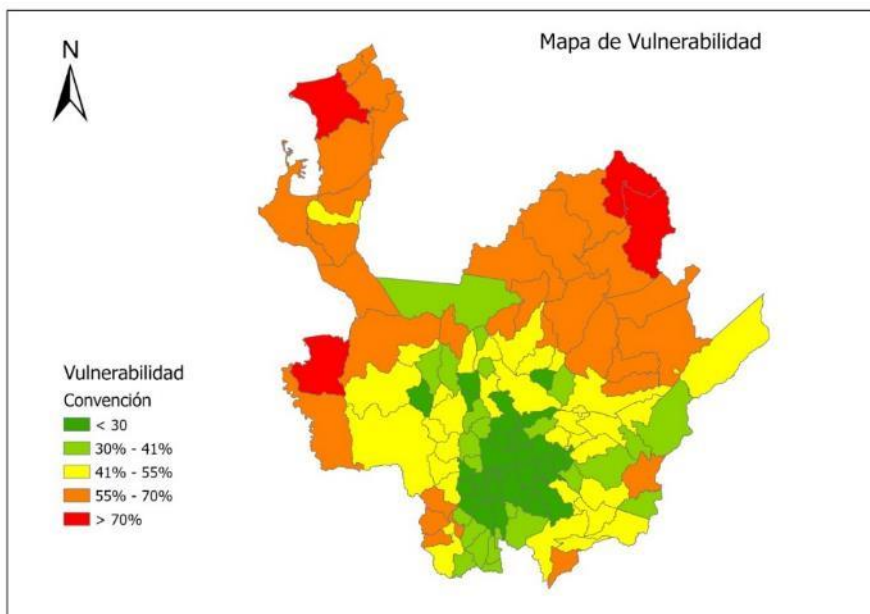 Mapa de Vulnerabilidad
N
Vulnerabilidad
Convención
< 30
30% - 41%
41% - 55%
55% - 70%
> 70%